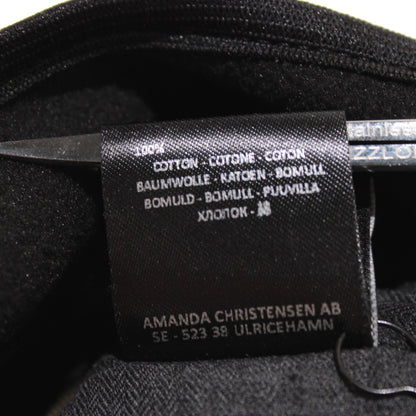 100%
COTTON - COTONE - COTON
BAUMWOLLE - KATOEN - BOMULL
BOMULD - BOMULL - PUUVILLA
ХЛОПОК - 棉
AMANDA CHRISTENSEN AB
SE - 523 38 ULRICEHAMN